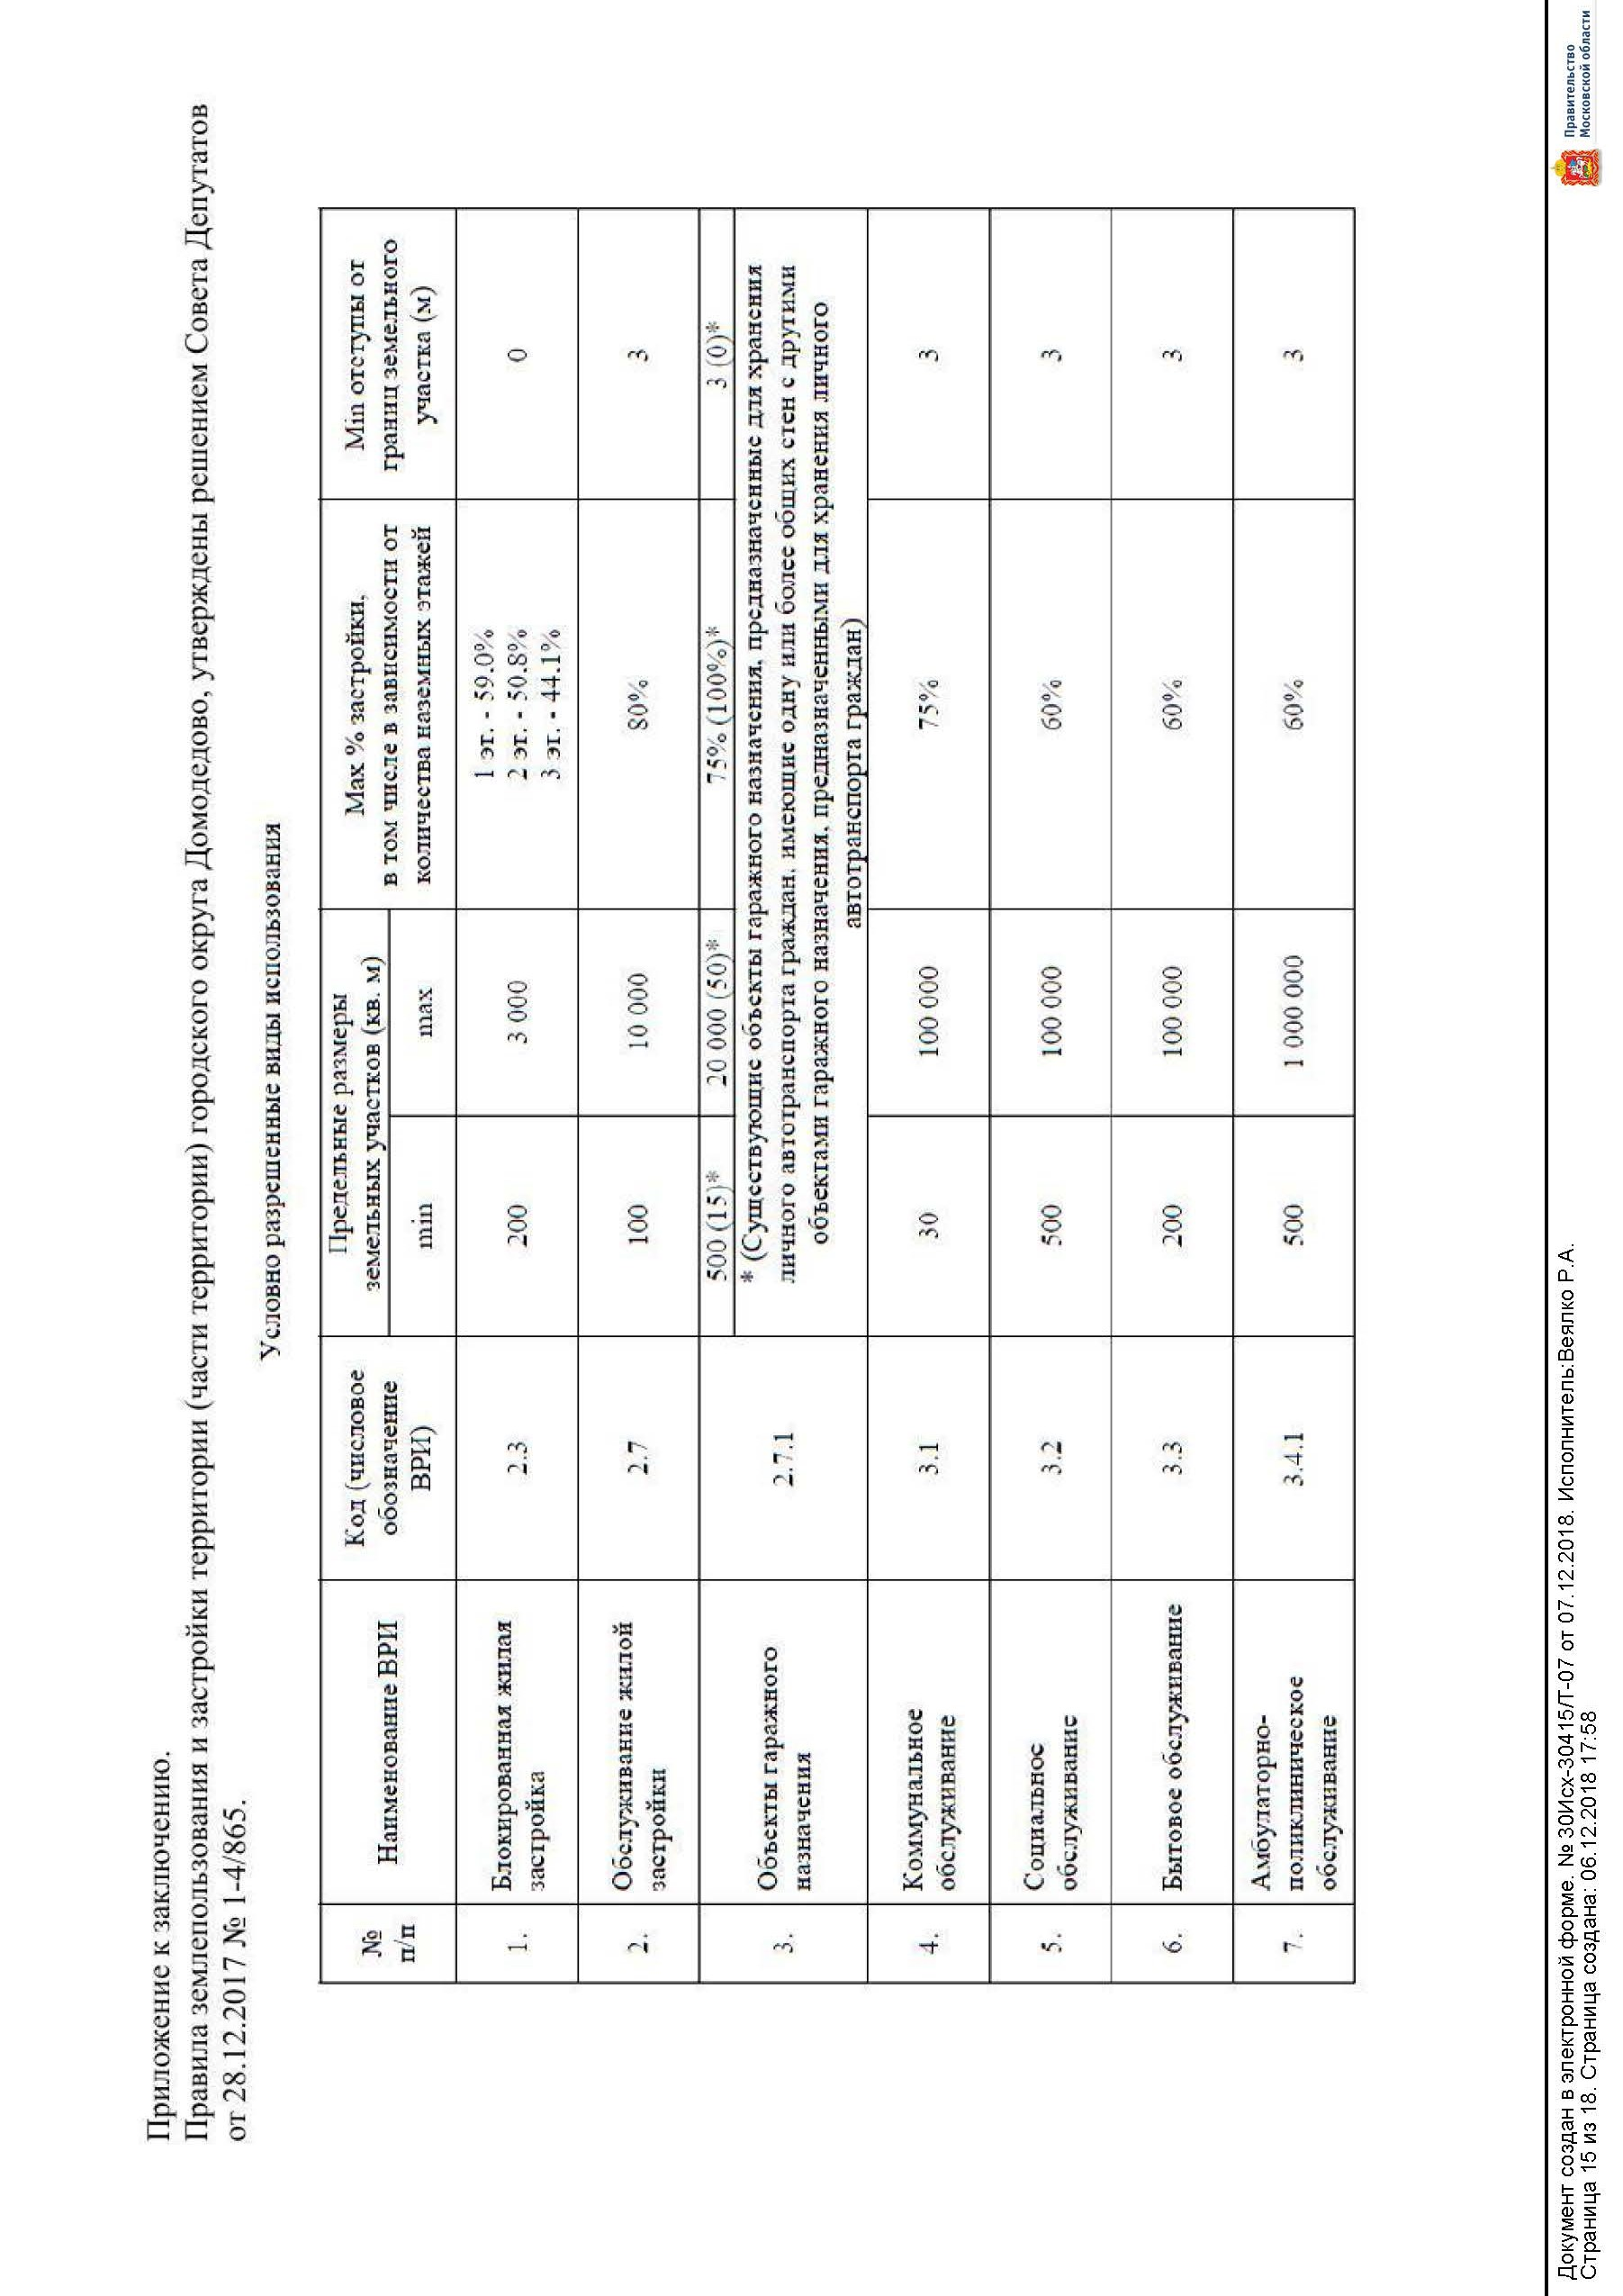 Приложение к заключению.
Правила землепользования и застройки территории (части территории) городского округа Домодедово, утверждены решением Совета Депутатов
от 28.12.2017 № 1-4/865.
Условно разрешенные виды использования
№
п/п
Наименование ВРИ
Код (числовое
обозначение
ВРИ)
Предельные размеры
земельных участков (кв. м)
min
max
Max % застройки,
в том числе в зависимости от
количества наземных этажей
Min отступы от
границ земельного
участка (м)
1.
Блокированная жилая
застройка
2.3
200
3 000
1 эт. - 59.0%
2 эт. - 50.8%
3 эт. - 44.1%
0
2.
Обслуживание жилой
застройки
2.7
100
10 000
80%
3
3.
Объекты гаражного
назначения
2.7.1
500 (15)*
20 000 (50)*
75% (100%)*
3 (0)*
* (Существующие объекты гаражного назначения, предназначенные для хранения
личного автотранспорта граждан, имеющие одну или более общих стен с другими
объектами гаражного назначения, предназначенными для хранения личного
автотранспорта граждан)
4.
Коммунальное
обслуживание
3.1
30
100 000
75%
3
5.
Социальное
обслуживание
3.2
500
100 000
60%
3
6.
Бытовое обслуживание
3.3
200
100 000
60%
3
7.
Амбулаторно-
поликлиническое
обслуживание
3.4.1
500
1 000 000
60%
3
Документ создан в электронной форме. № 30Исх-30415/Т-07 от 07.12.2018. Исполнитель:Веялко Р.А.
Страница 15 из 18. Страница создана: 06.12.2018 17:58
Правительство
Московской области